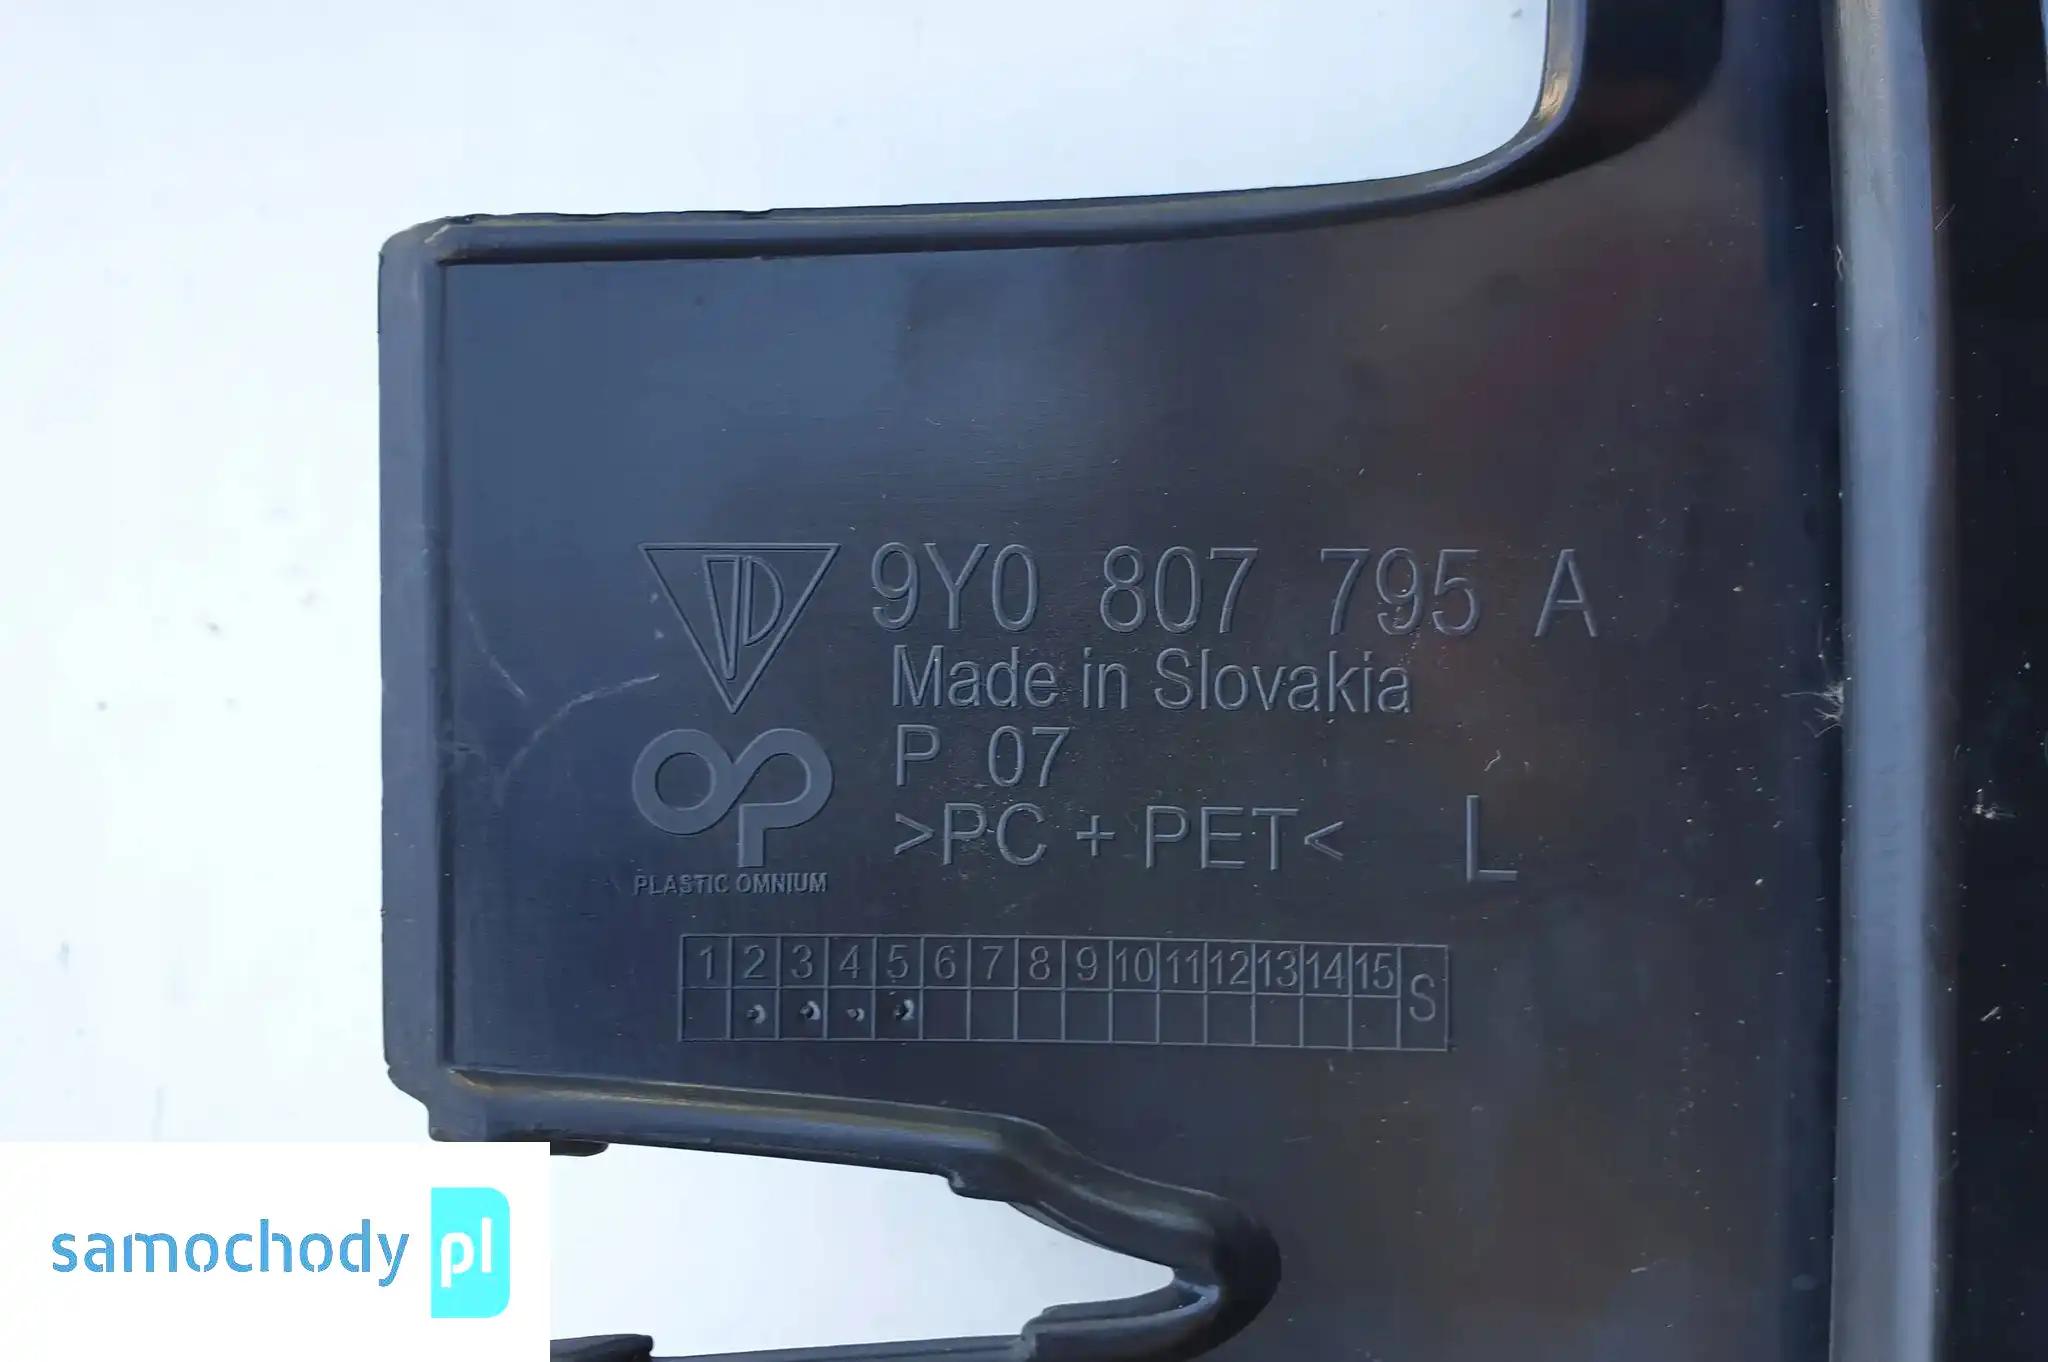 9Y0 807 795 A
Made in Slovakia
P 07
>PC + PET< L
PLASTIC OMNIUM
1 2 3 4 5 6 7 8 9 10 11 12 13 14 15 S
samochody pl